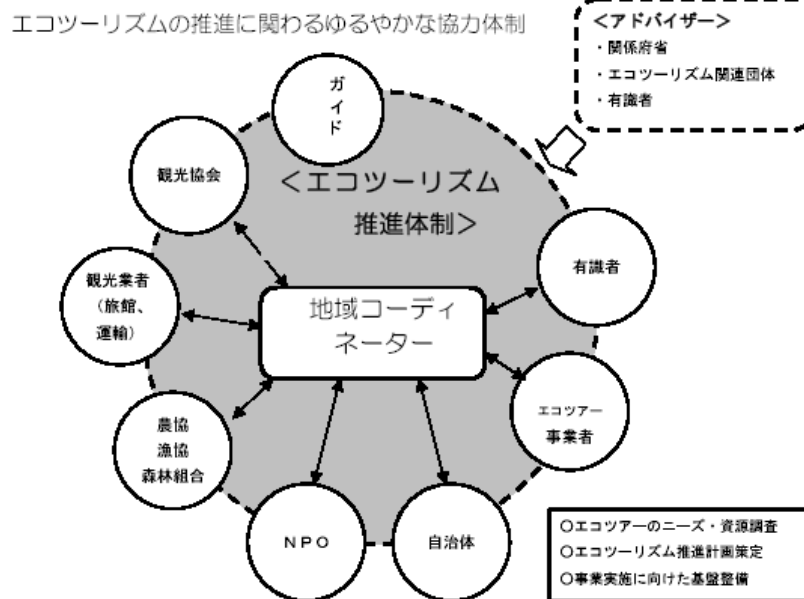 エコツーリズムの推進に関わるゆるやかな協力体制
＜アドバイザー＞
・関係府省
・エコツーリズム関連団体
・有識者
ガイド
観光協会
＜エコツーリズム
推進体制＞
有識者
観光業者
（旅館、
運輸）
地域コーディ
ネーター
エコツアー
事業者
農協
漁協
森林組合
ＮＰＯ
自治体
○エコツアーのニーズ・資源調査
○エコツーリズム推進計画策定
○事業実施に向けた基盤整備